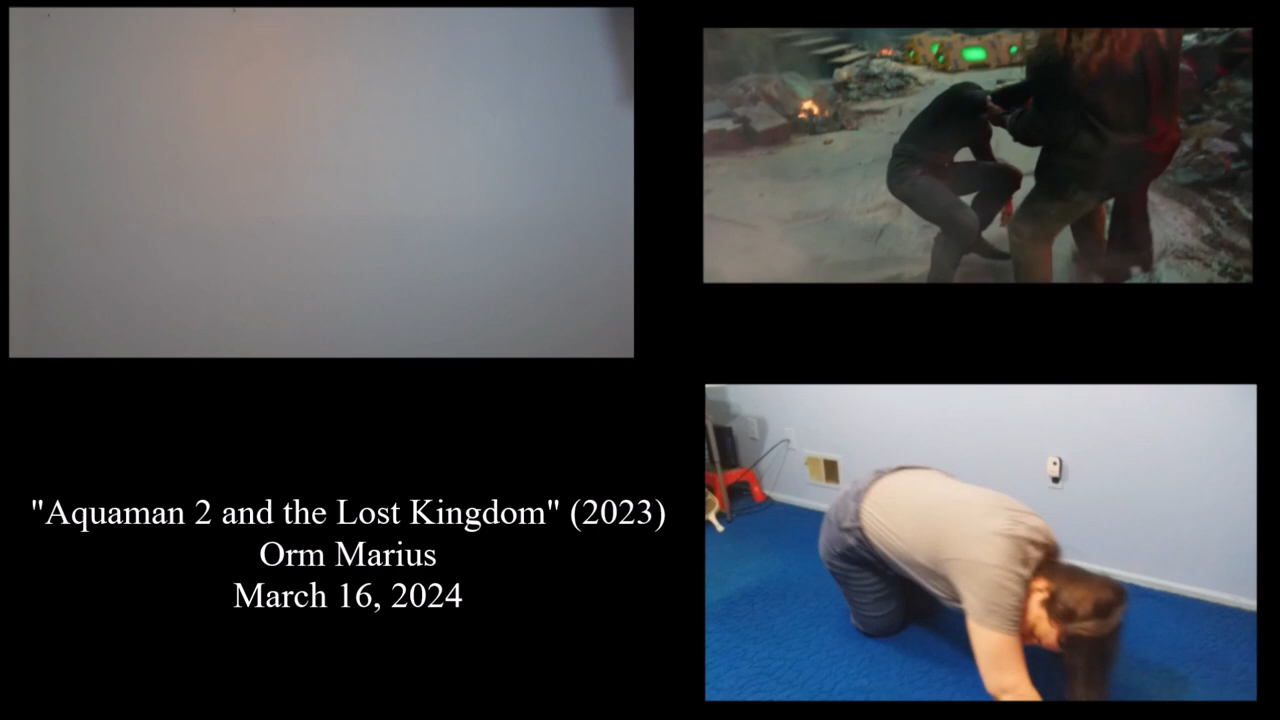 "Aquaman 2 and the Lost Kingdom" (2023)
Orm Marius
March 16, 2024